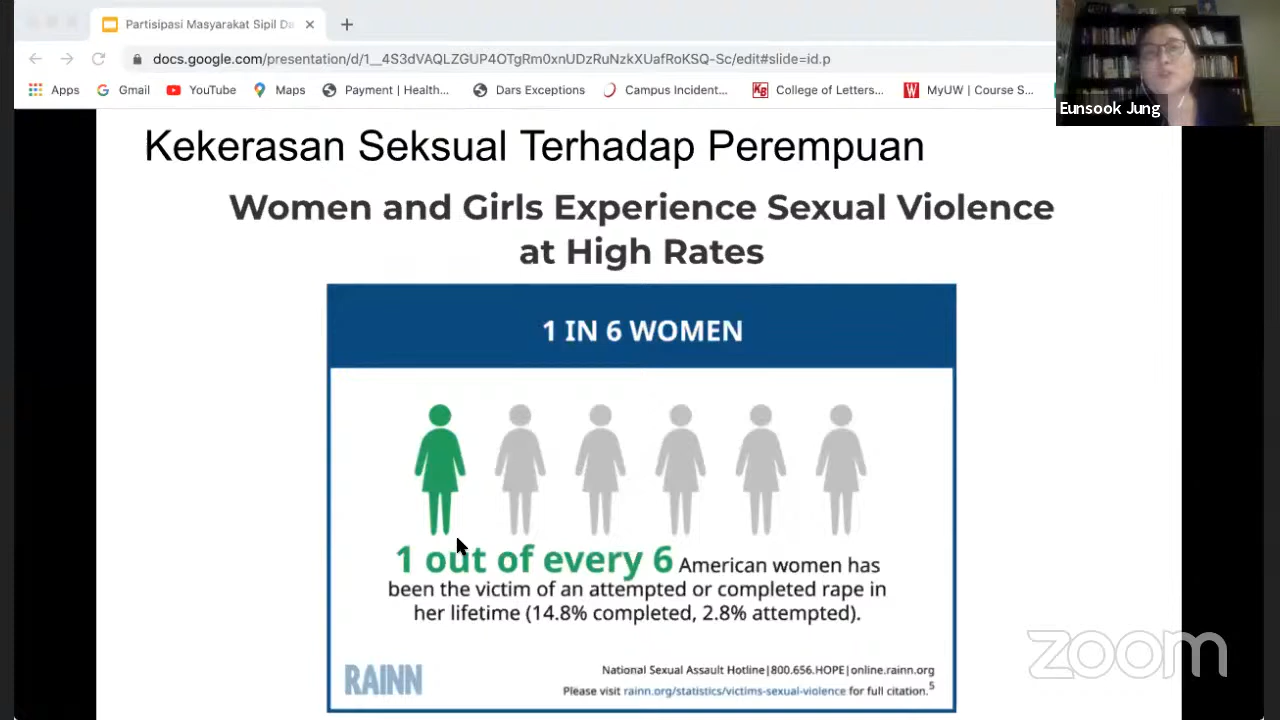 Partisipasi Masyarakat Sipil Da
docs.google.com/presentation/d/1__4S3dVAQLZGUP4OTgRm0xnUDzRuNzkXUafRoKSQ-Sc/edit#slide=id.p
Apps Gmail YouTube Maps Payment | Health... Dars Exceptions Campus Incident... College of Letters... MyUW | Course S...
Eunsook Jung
Kekerasan Seksual Terhadap Perempuan
Women and Girls Experience Sexual Violence
at High Rates
1 IN 6 WOMEN
1 out of every 6 American women has
been the victim of an attempted or completed rape in
her lifetime (14.8% completed, 2.8% attempted).
RAINN
National Sexual Assault Hotline|800.656.HOPE|online.rainn.org
Please visit rainn.org/statistics/victims-sexual-violence for full citation.5
zoom